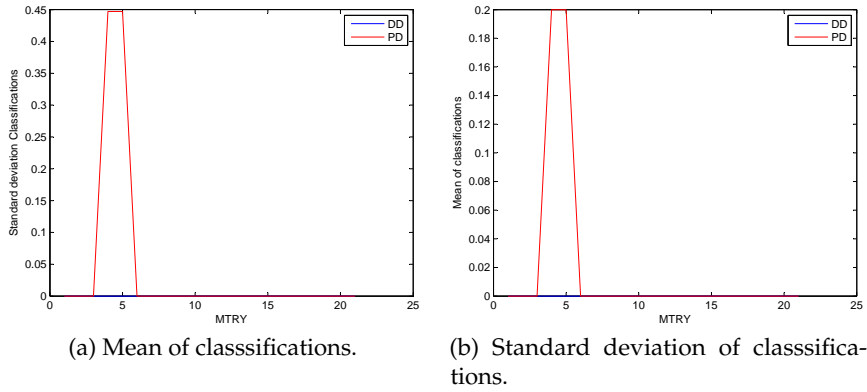 0.45
0.4
0.35
0.3
0.25
0.2
0.15
0.1
0.05
0
Standard deviation Classifications
0 5 10 15 20 25
MTRY
DD
PD
(a) Mean of classsifications.
0.2
0.18
0.16
0.14
0.12
0.1
0.08
0.06
0.04
0.02
0
Mean of classifications
0 5 10 15 20 25
MTRY
DD
PD
(b) Standard deviation of classsifica-
tions.